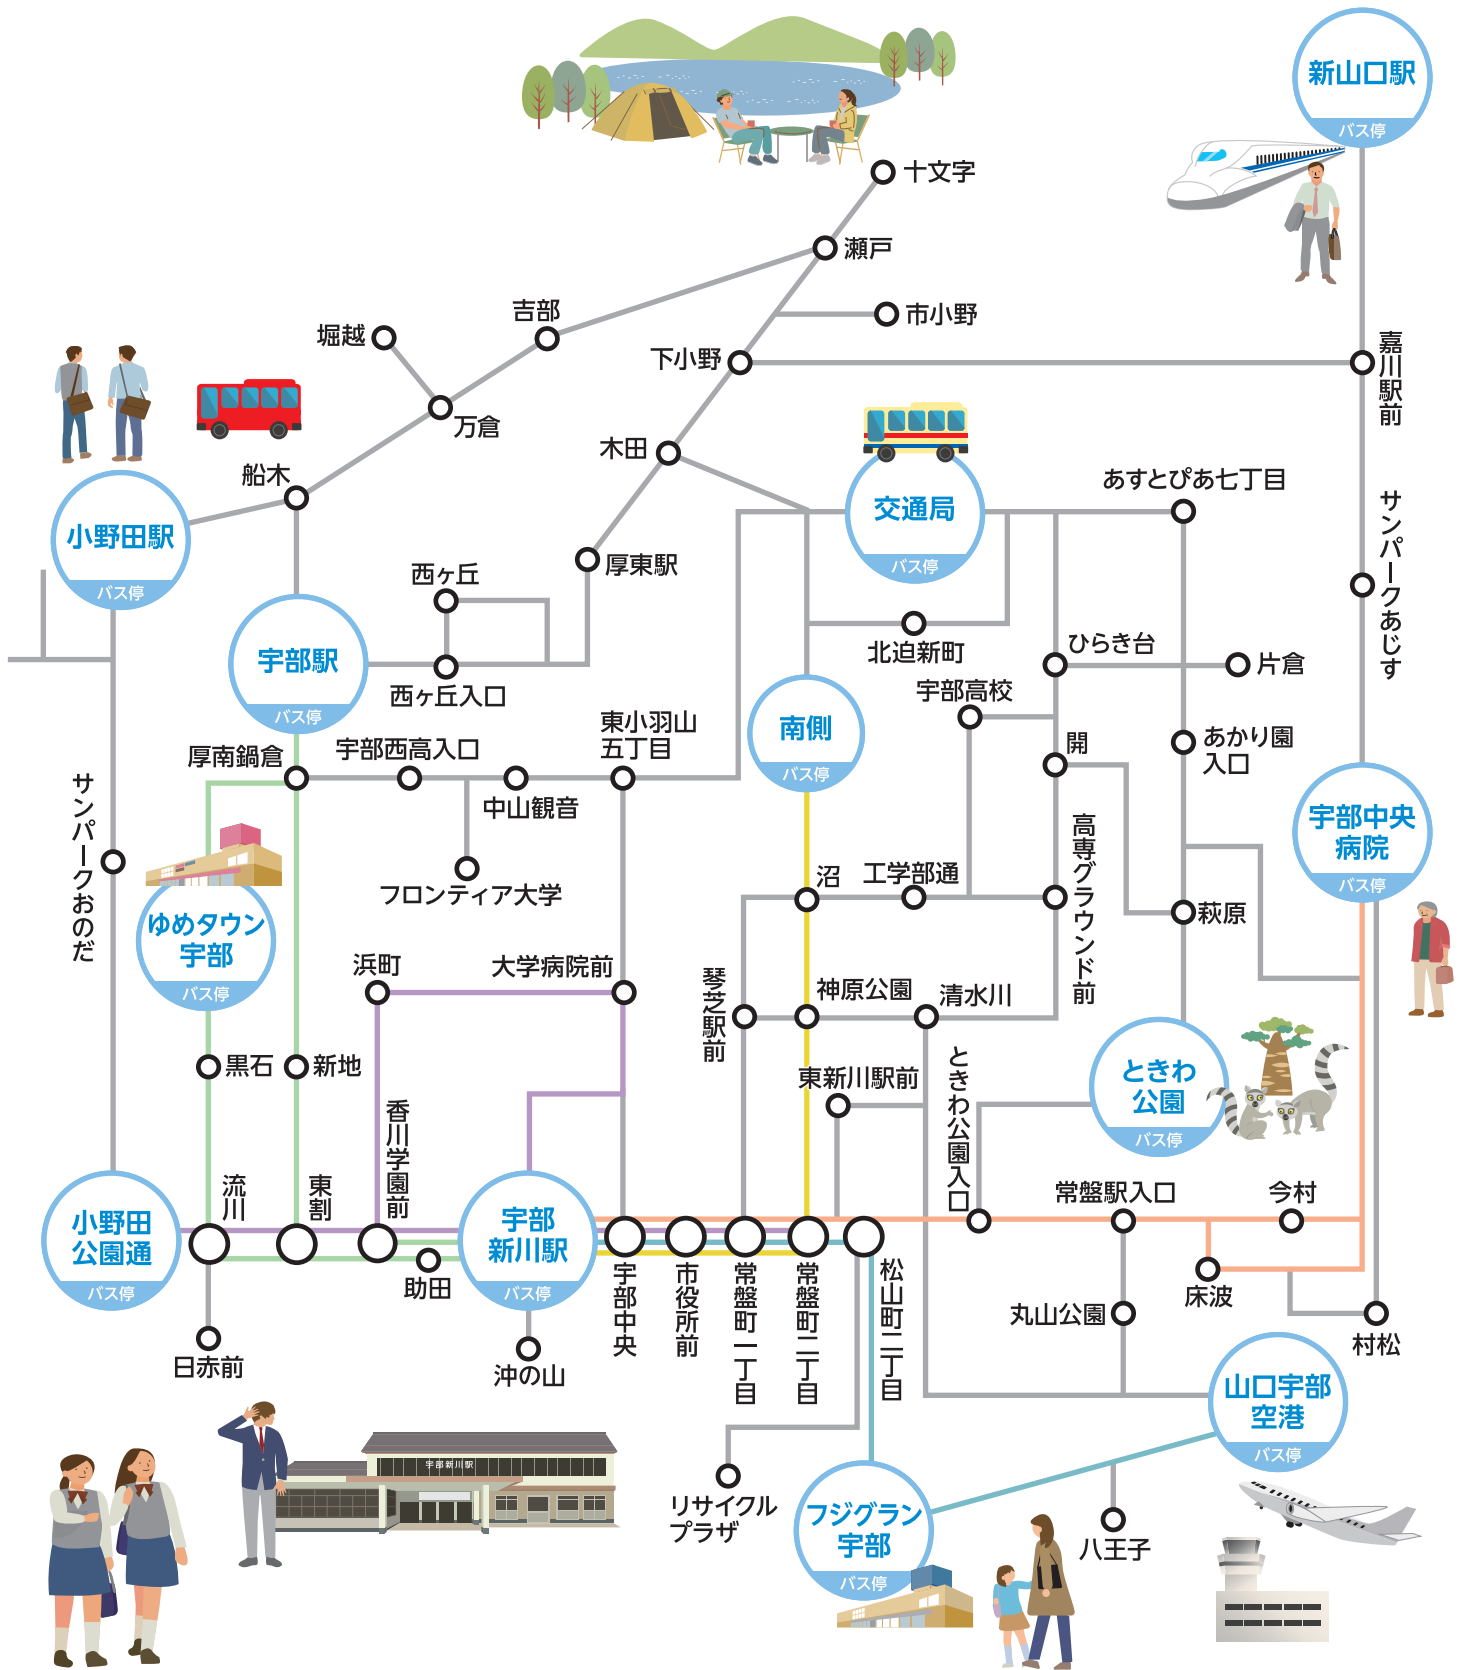 新山口駅
バス停
十文字
瀬戸
市小野
吉部
堀越
下小野
嘉川駅前
万倉
木田
船木
あすとぴあ七丁目
交通局
バス停
小野田駅
バス停
サンパークあじす
厚東駅
西ヶ丘
北迫新町
ひらき台
片倉
宇部駅
バス停
西ヶ丘入口
宇部高校
南側
バス停
東小羽山
五丁目
開
あかり園
入口
厚南鍋倉
宇部西高入口
中山観音
サンパークおのだ
高専グラウンド前
宇部中央
病院
バス停
フロンティア大学
沼
工学部通
萩原
ゆめタウン
宇部
バス停
浜町
大学病院前
琴芝駅前
神原公園
清水川
黒石
新地
東新川駅前
ときわ公園入口
ときわ
公園
バス停
香川学園前
流川
東割
小野田
公園通
バス停
宇部
新川駅
バス停
常盤駅入口
今村
助田
宇部中央
市役所前
常盤町一丁目
常盤町二丁目
松山町二丁目
床波
丸山公園
村松
日赤前
沖の山
山口宇部
空港
バス停
宇部新川駅
リサイクル
プラザ
フジグラン
宇部
バス停
八王子